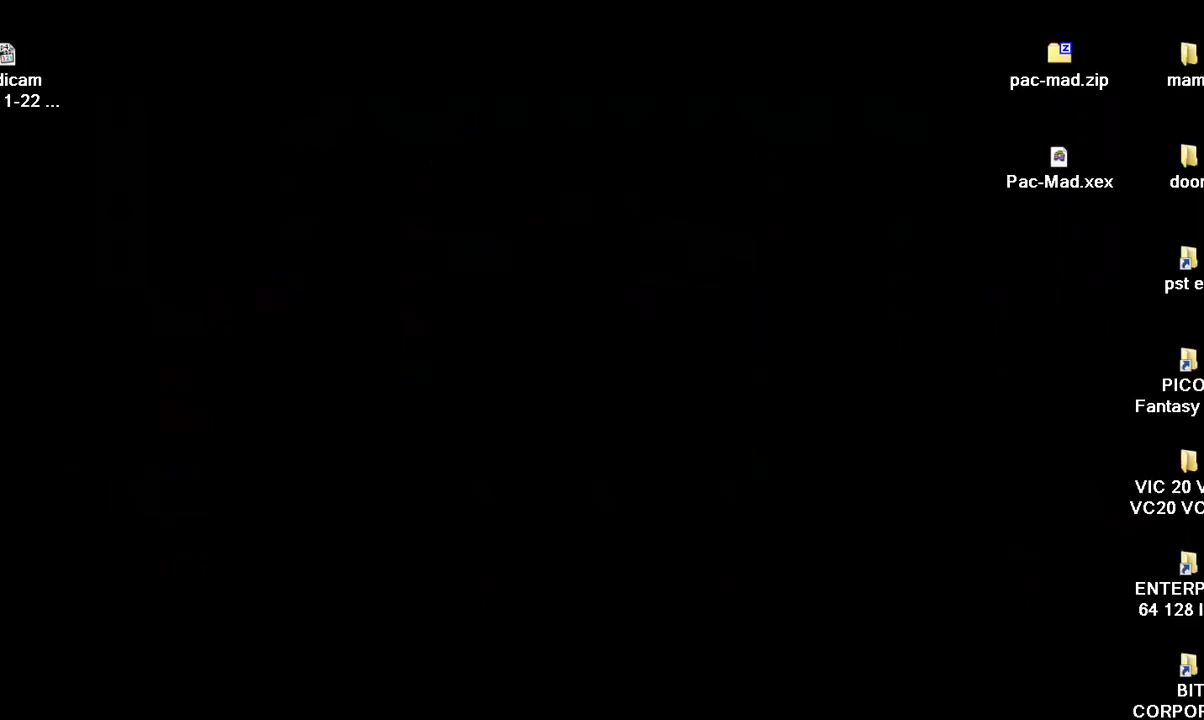 dicam
1-22 ...
pac-mad.zip
Pac-Mad.xex
mam
door
pst e
PICO
Fantasy
VIC 20 V
VC20 VC
ENTERP
64 128 I
BIT
CORPOR